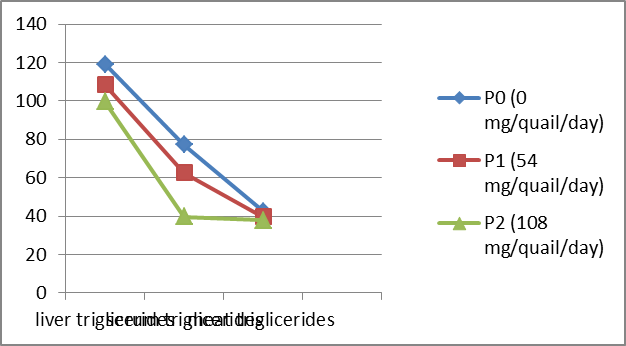 140
120
100
80
60
40
20
0
liver triglicerides
P0 (0
mg/quail/day)
P1 (54
mg/quail/day)
P2 (108
mg/quail/day)